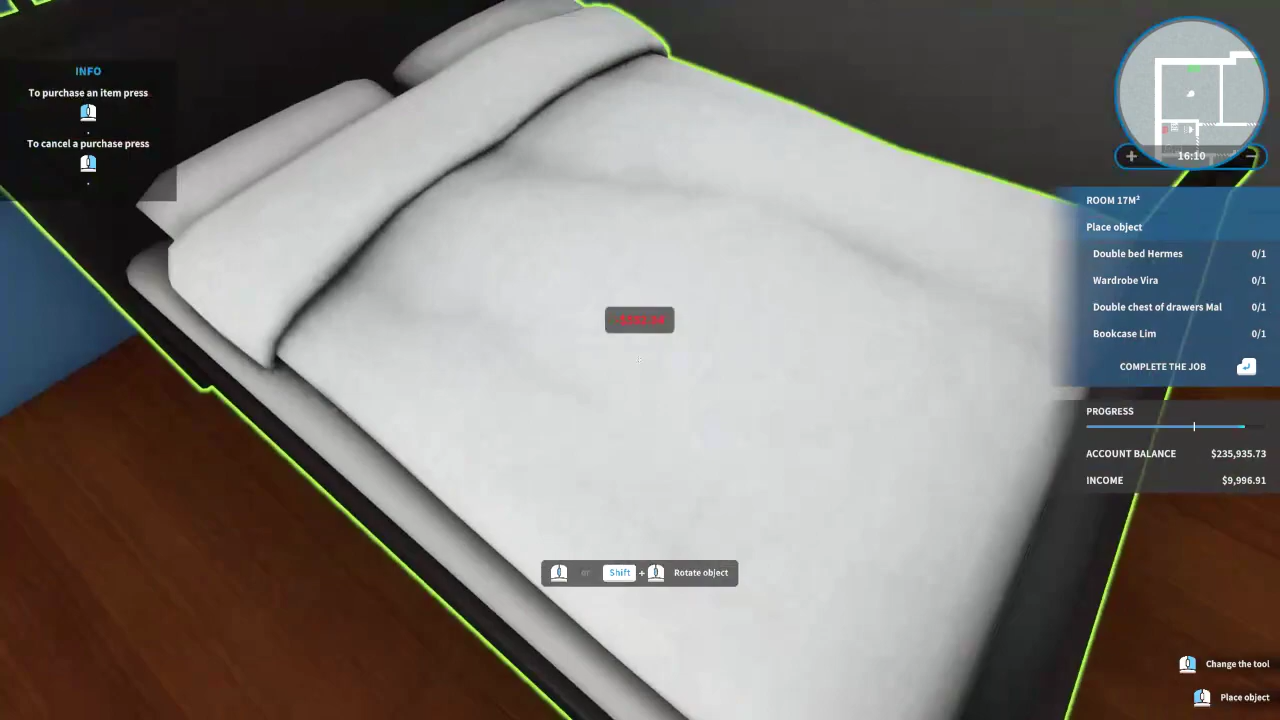 INFO
To purchase an item press
To cancel a purchase press
16:10
ROOM 17M²
Place object
Double bed Hermes 0/1
Wardrobe Vira 0/1
Double chest of drawers Mal 0/1
Bookcase Lim 0/1
COMPLETE THE JOB
PROGRESS
ACCOUNT BALANCE $235,935.73
INCOME $9,996.91
or Shift + Rotate object
Change the tool
Place object